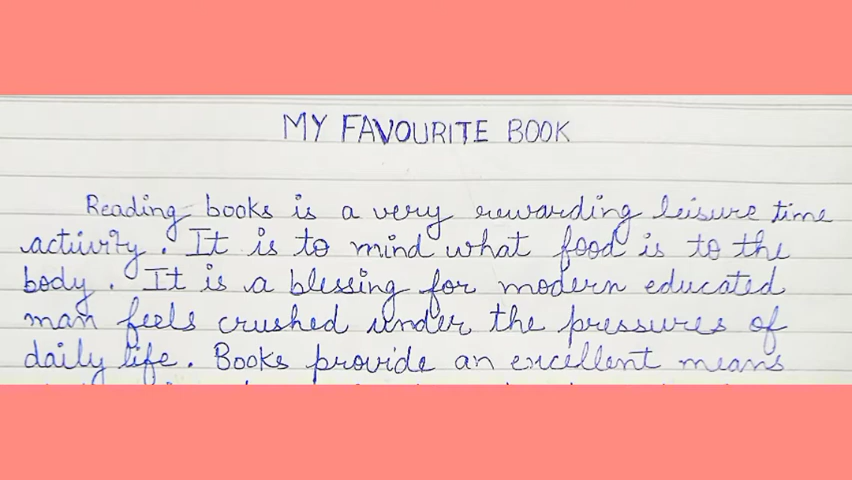 MY FAVOURITE BOOK
Reading books is a very rewarding leisure time
activity. It is to mind what food is to the
body. It is a blessing for modern educated
man feels crushed under the pressures of
daily life. Books provide an excellent means